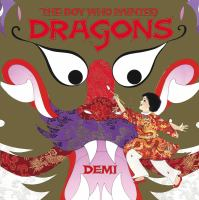 THE BOY WHO PAINTED
DRAGONS
DEMI